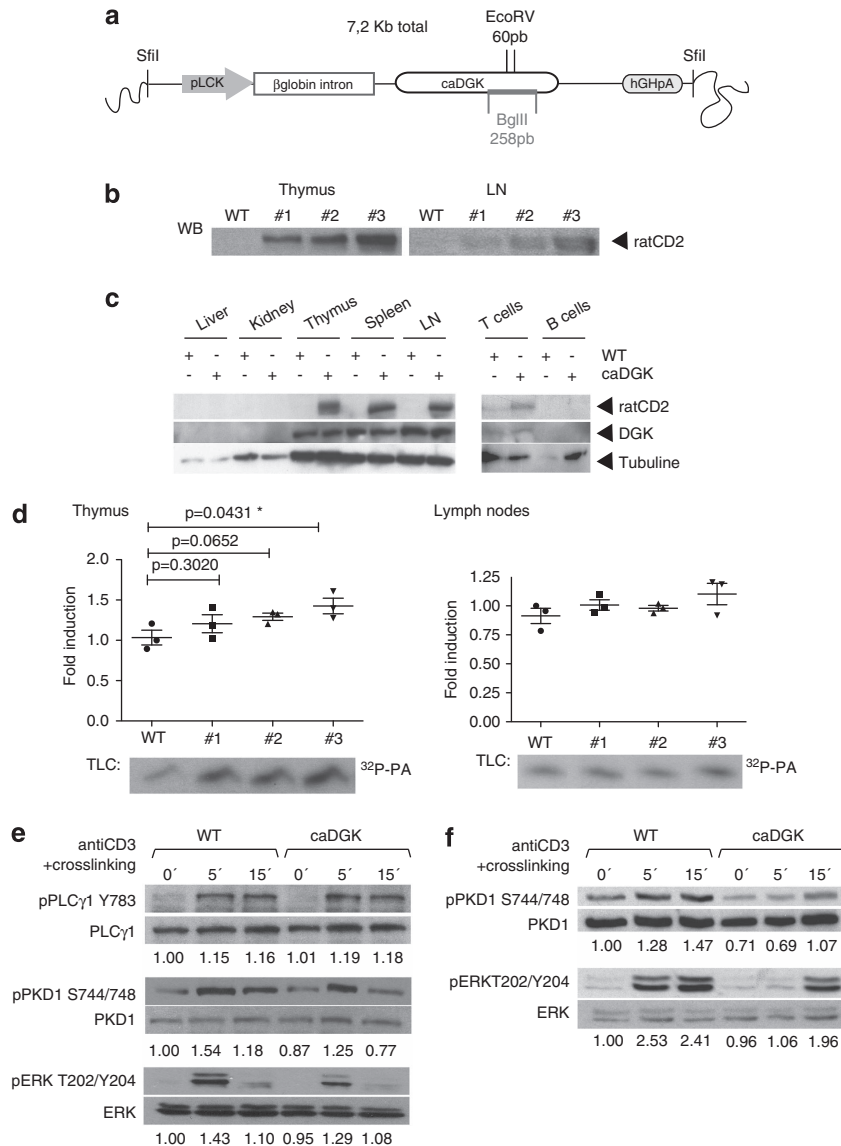 a
7,2 Kb total
EcoRV
60pb
SfiI
SfiI
pLCK
βglobin intron
caDGK
hGHpA
BglII
258pb
b
Thymus
LN
WT #1 #2 #3 WT #1 #2 #3
WB
ratCD2
c
Liver Kidney Thymus Spleen LN T cells B cells
+ - + - + - + - + - + - + - WT
- + - + - + - + - + - + - + caDGK
ratCD2
DGK
Tubuline
d
Thymus
p=0.0431 *
p=0.0652
p=0.3020
2.0
1.5
1.0
0.5
0.0
Fold induction
WT #1 #2 #3
TLC:
32P-PA
Lymph nodes
1.25
1.00
0.75
0.50
0.25
0.00
Fold induction
WT #1 #2 #3
TLC:
32P-PA
e
antiCD3
+crosslinking
WT caDGK
0´ 5´ 15´ 0´ 5´ 15´
pPLCγ1 Y783
PLCγ1
1.00 1.15 1.16 1.01 1.19 1.18
pPKD1 S744/748
PKD1
1.00 1.54 1.18 0.87 1.25 0.77
pERK T202/Y204
ERK
1.00 1.43 1.10 0.95 1.29 1.08
f
antiCD3
+crosslinking
WT caDGK
0´ 5´ 15´ 0´ 5´ 15´
pPKD1 S744/748
PKD1
1.00 1.28 1.47 0.71 0.69 1.07
pERKT202/Y204
ERK
1.00 2.53 2.41 0.96 1.06 1.96